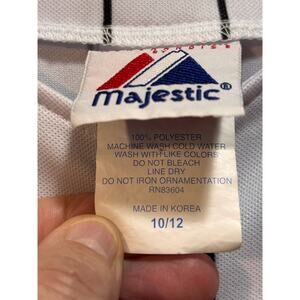 majestic®
100% POLYESTER
MACHINE WASH COLD WATER
WASH WITH LIKE COLORS
DO NOT BLEACH
LINE DRY
DO NOT IRON ORNAMENTATION
RN83604
MADE IN KOREA
10/12